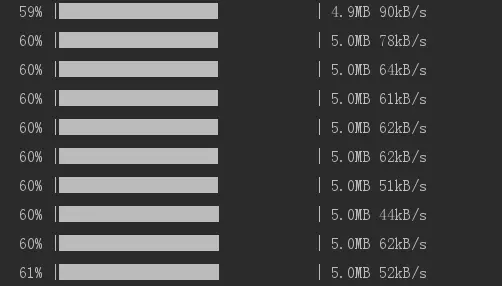 59% | | 4.9MB 90kB/s
60% | | 5.0MB 78kB/s
60% | | 5.0MB 64kB/s
60% | | 5.0MB 61kB/s
60% | | 5.0MB 62kB/s
60% | | 5.0MB 62kB/s
60% | | 5.0MB 51kB/s
60% | | 5.0MB 44kB/s
60% | | 5.0MB 62kB/s
61% | | 5.0MB 52kB/s